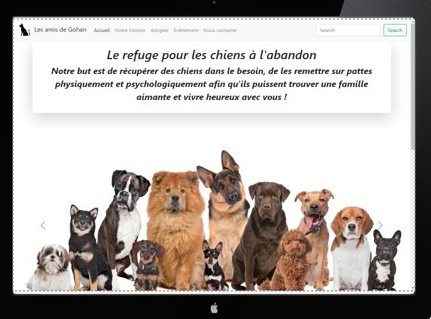 Les amis de Gohan Accueil Notre histoire Adopter Evènement Nous contacter Search Search
Le refuge pour les chiens à l'abandon
Notre but est de récupérer des chiens dans le besoin, de les remettre sur pattes
physiquement et psychologiquement afin qu'ils puissent trouver une famille
aimante et vivre heureux avec vous !